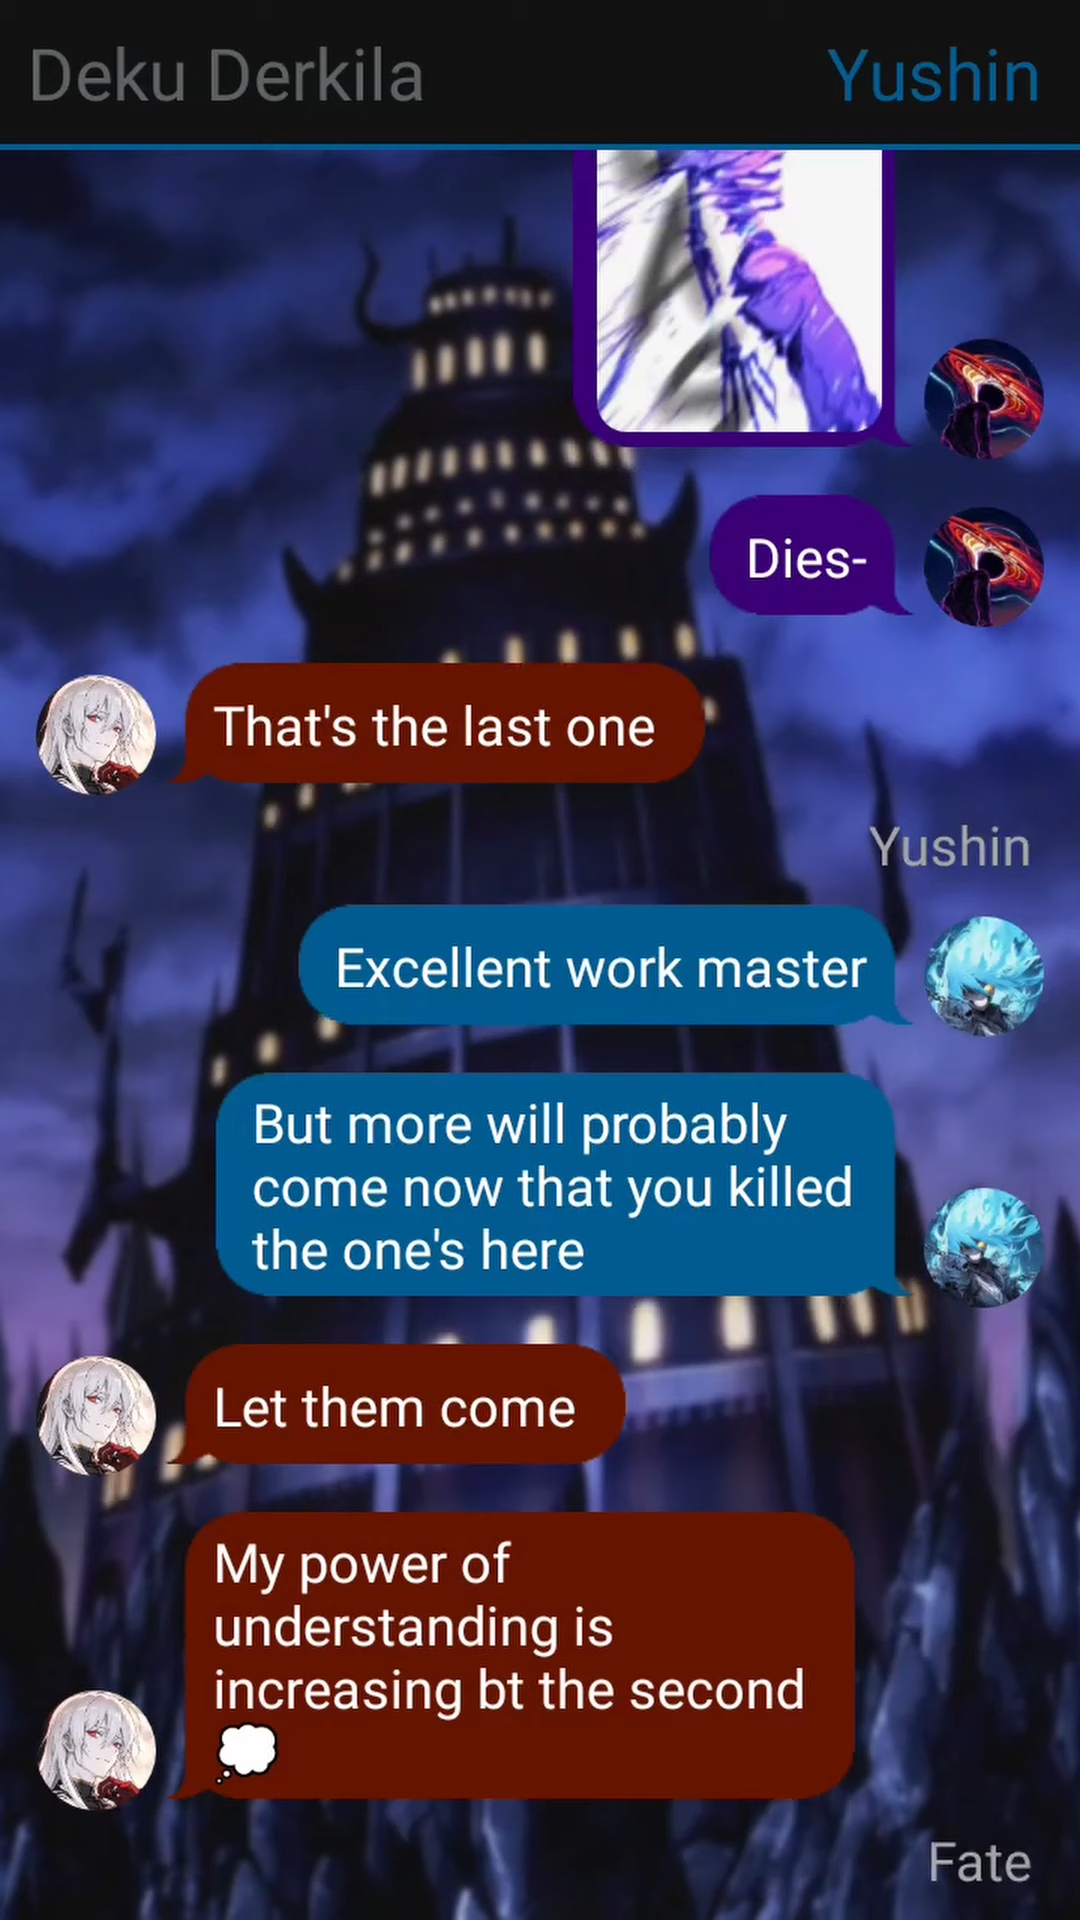 Deku Derkila
Yushin
Dies-
That's the last one
Yushin
Excellent work master
But more will probably
come now that you killed
the one's here
Let them come
My power of
understanding is
increasing bt the second
💭
Fate